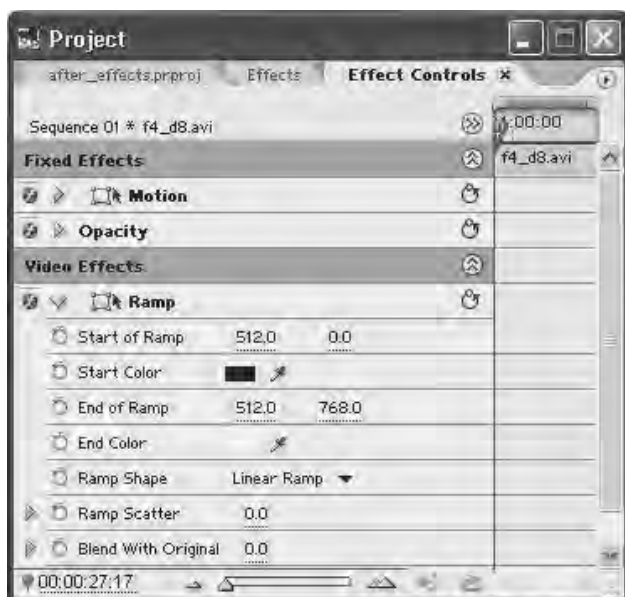 Project
after_effects.prproj Effects Effect Controls
Sequence 01 * f4_d8.avi :00:00
Fixed Effects f4_d8.avi
Motion
Opacity
Video Effects
Ramp
Start of Ramp 512,0 0.0
Start Color
End of Ramp 512.0 768.0
End Color
Ramp Shape Linear Ramp
Ramp Scatter 0.0
Blend With Original 0.0
00:00:27:17